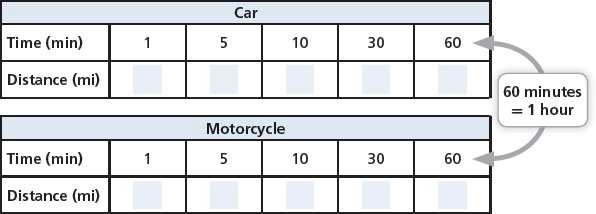 Car
Time (min) 1 5 10 30 60
Distance (mi)
60 minutes
= 1 hour
Motorcycle
Time (min) 1 5 10 30 60
Distance (mi)